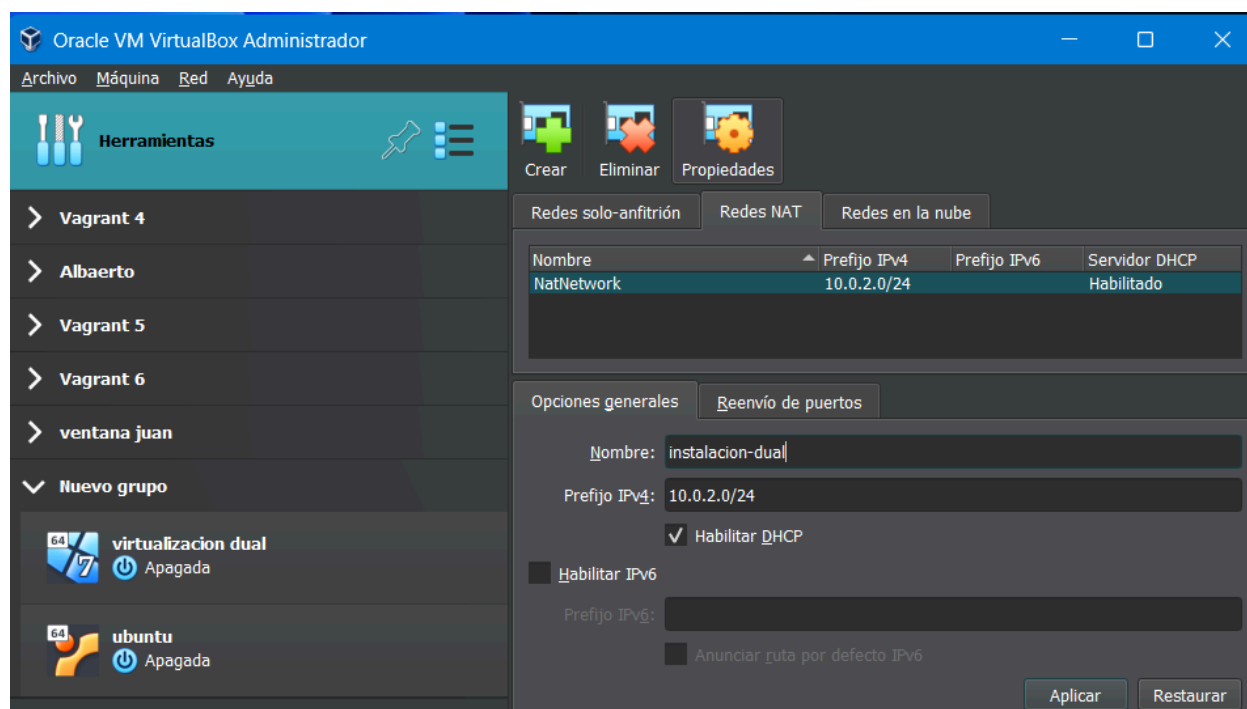 Oracle VM VirtualBox Administrador
Archivo Máquina Red Ayuda
Herramientas
Vagrant 4
Albaerto
Vagrant 5
Vagrant 6
ventana juan
Nuevo grupo
64
7
virtualizacion dual
Apagada
64
ubuntu
Apagada
Crear Eliminar Propiedades
Redes solo-anfitrión Redes NAT Redes en la nube
Nombre Prefijo IPv4 Prefijo IPv6 Servidor DHCP
NatNetwork 10.0.2.0/24 Habilitado
Opciones generales Reenvío de puertos
Nombre: instalacion-dual
Prefijo IPv4: 10.0.2.0/24
Habilitar DHCP
Habilitar IPv6
Prefijo IPv6:
Anunciar ruta por defecto IPv6
Aplicar Restaurar